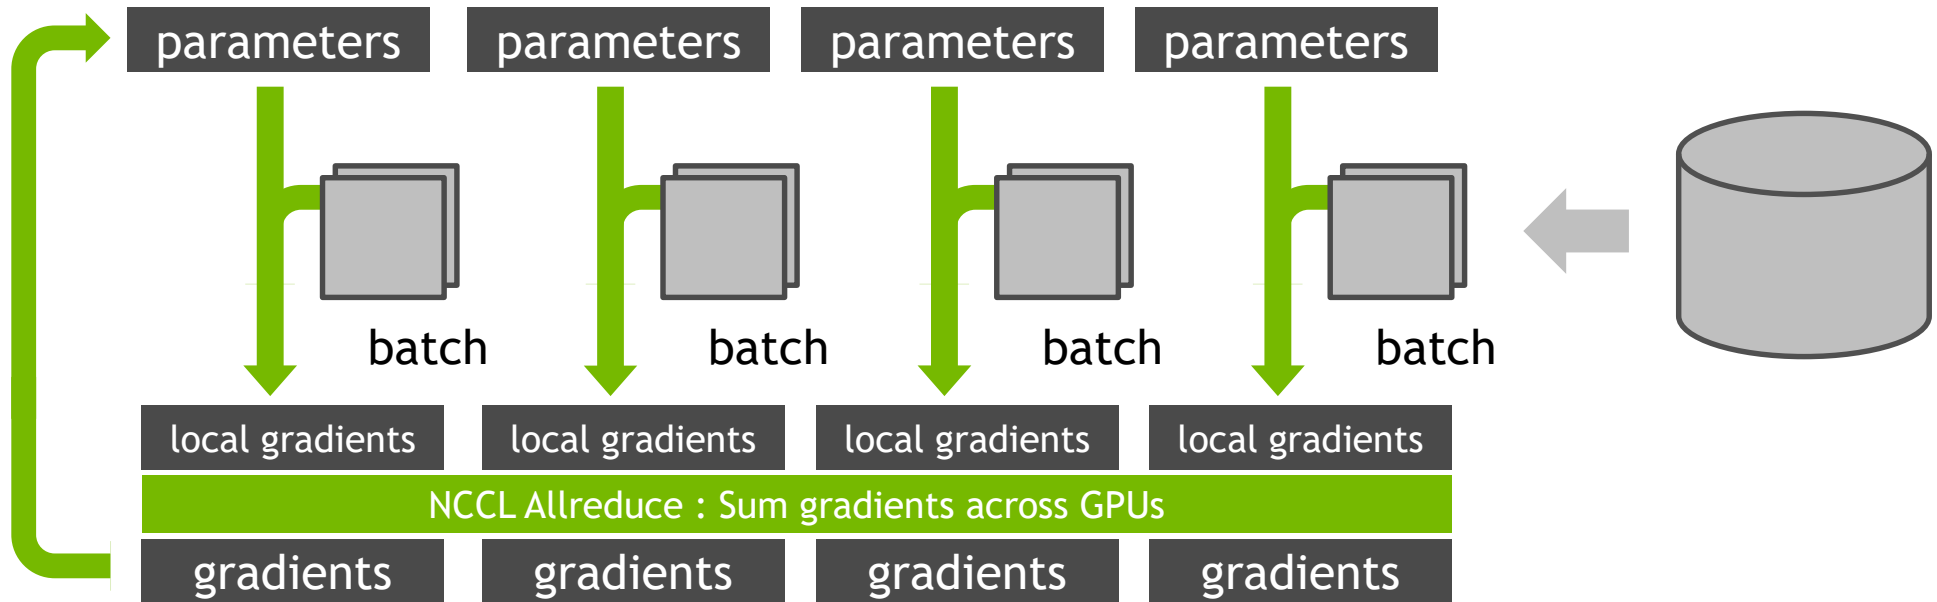 parameters parameters parameters parameters
batch batch batch batch
local gradients local gradients local gradients local gradients
NCCL Allreduce : Sum gradients across GPUs
gradients gradients gradients gradients